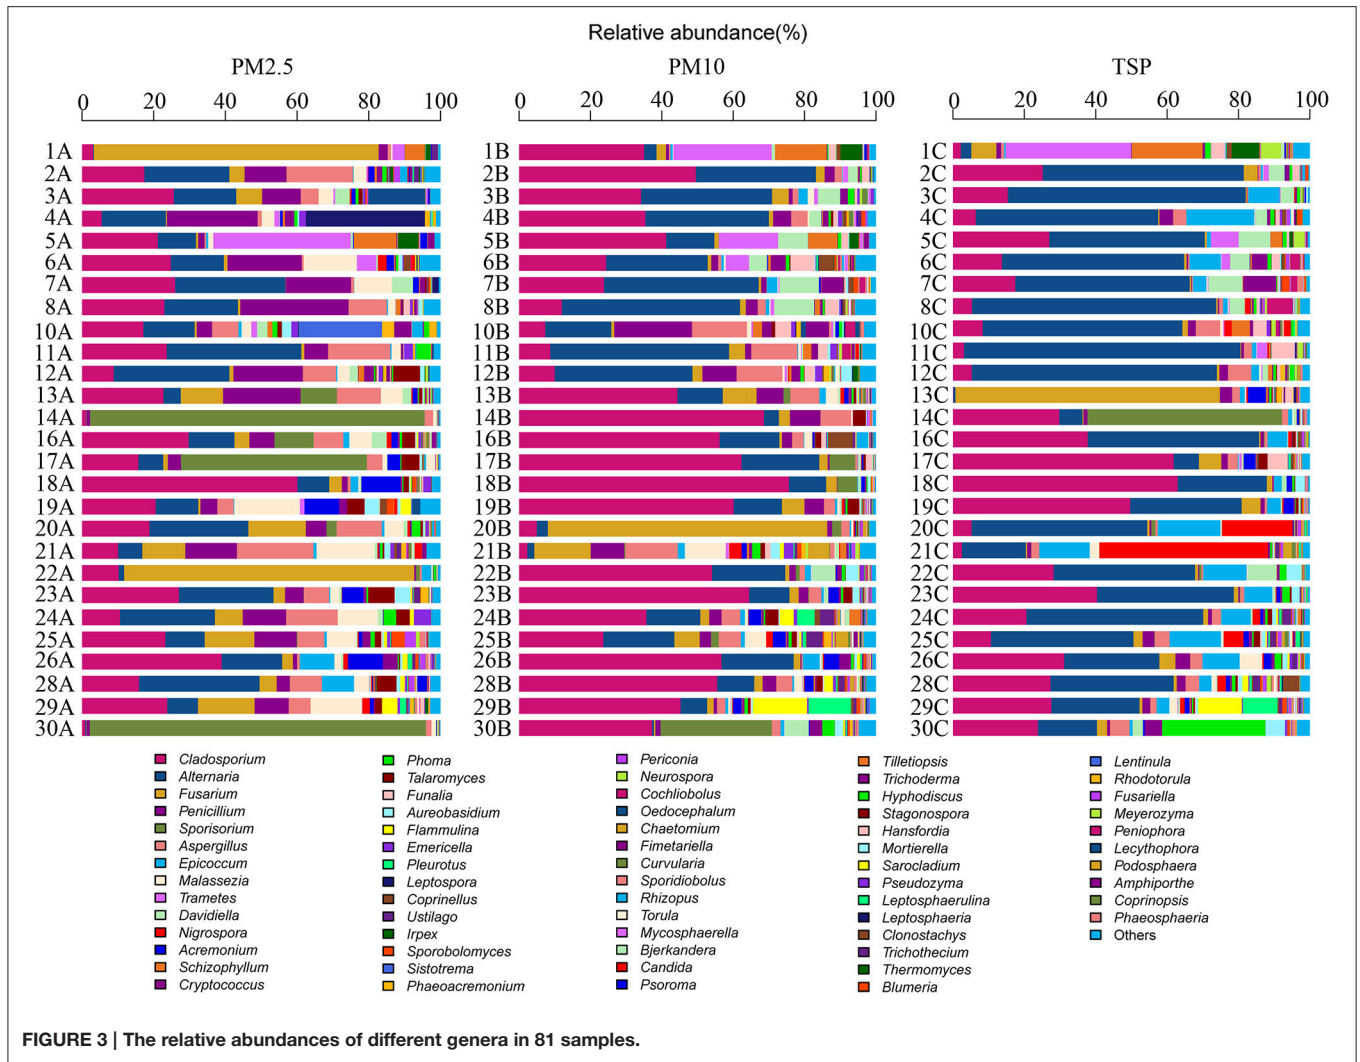 Relative abundance(%)
PM2.5 PM10 TSP
0 20 40 60 80 100 0 20 40 60 80 100 0 20 40 60 80 100
1A 1B 1C
2A 2B 2C
3A 3B 3C
4A 4B 4C
5A 5B 5C
6A 6B 6C
7A 7B 7C
8A 8B 8C
10A 10B 10C
11A 11B 11C
12A 12B 12C
13A 13B 13C
14A 14B 14C
16A 16B 16C
17A 17B 17C
18A 18B 18C
19A 19B 19C
20A 20B 20C
21A 21B 21C
22A 22B 22C
23A 23B 23C
24A 24B 24C
25A 25B 25C
26A 26B 26C
28A 28B 28C
29A 29B 29C
30A 30B 30C
Cladosporium Phoma Periconia Tilletiopsis Lentinula
Alternaria Talaromyces Neurospora Trichoderma Rhodotorula
Fusarium Funalia Cochliobolus Hyphodiscus Fusariella
Penicillium Aureobasidium Oedocephalum Stagonospora Meyerozyma
Sporisorium Flammulina Chaetomium Hansfordia Peniophora
Aspergillus Emericella Fimetariella Mortierella Lecythophora
Epicoccum Pleurotus Curvularia Sarocladium Podosphaera
Malassezia Leptospora Sporidiobolus Pseudozyma Amphiporthe
Trametes Coprinellus Rhizopus Leptosphaerulina Coprinopsis
Davidiella Ustilago Torula Leptosphaeria Phaeosphaeria
Nigrospora Irpex Mycosphaerella Clonostachys Others
Acremonium Sporobolomyces Bjerkandera Trichothecium
Schizophyllum Sistotrema Candida Thermomyces
Cryptococcus Phaeoacremonium Psoroma Blumeria
FIGURE 3 | The relative abundances of different genera in 81 samples.